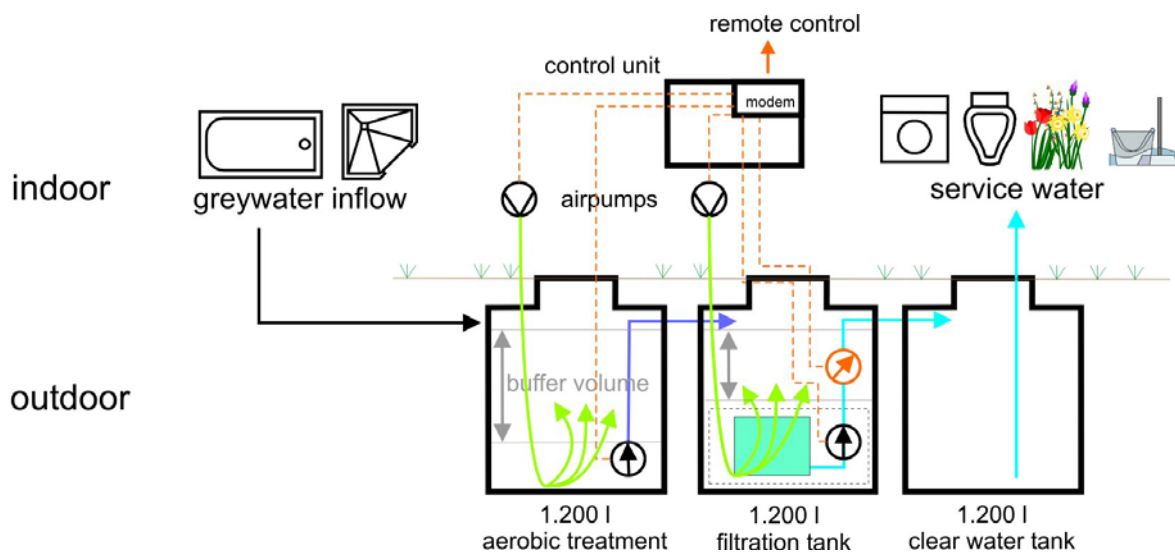 remote control
control unit
modem
indoor
greywater inflow
airpumps
service water
outdoor
buffer volume
1.200 l
aerobic treatment
1.200 l
filtration tank
1.200 l
clear water tank